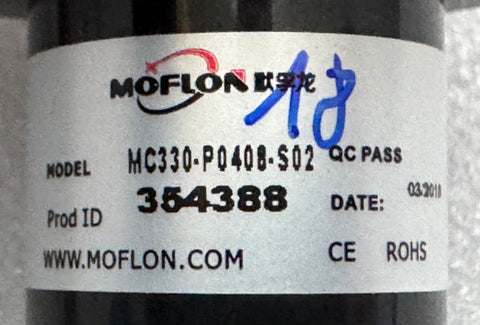 MOFLON 默孚龙
18
MODEL MC330-P0408-S02 QC PASS
Prod ID 354388 DATE: 03/2018
WWW.MOFLON.COM CE ROHS